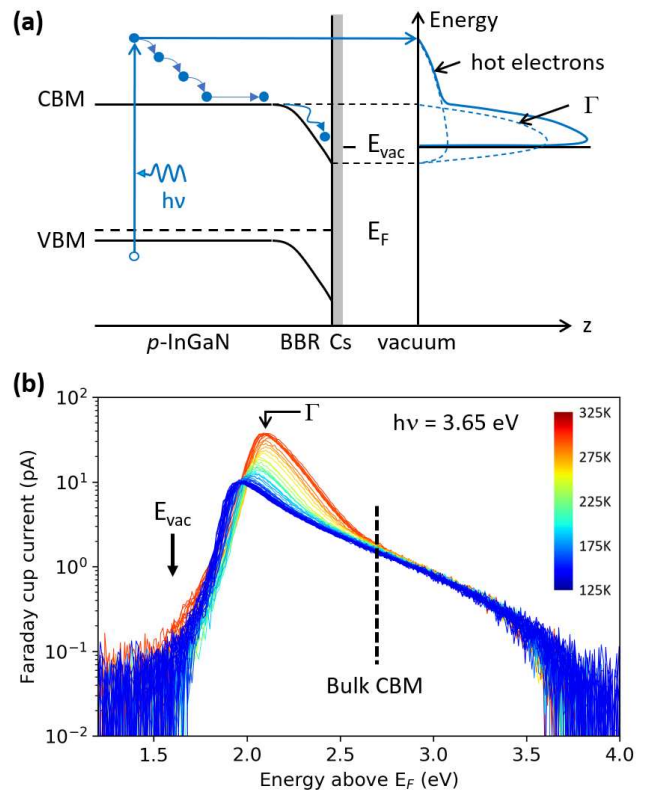 (a)
Energy
hot electrons
CBM
Γ
E_vac
hν
VBM
E_F
z
p-InGaN BBR Cs vacuum
(b)
10^2
Γ
hν = 3.65 eV
325K
275K
225K
175K
125K
10^1
E_vac
10^0
10^-1
Bulk CBM
10^-2
Faraday cup current (pA)
1.5 2.0 2.5 3.0 3.5 4.0
Energy above E_F (eV)